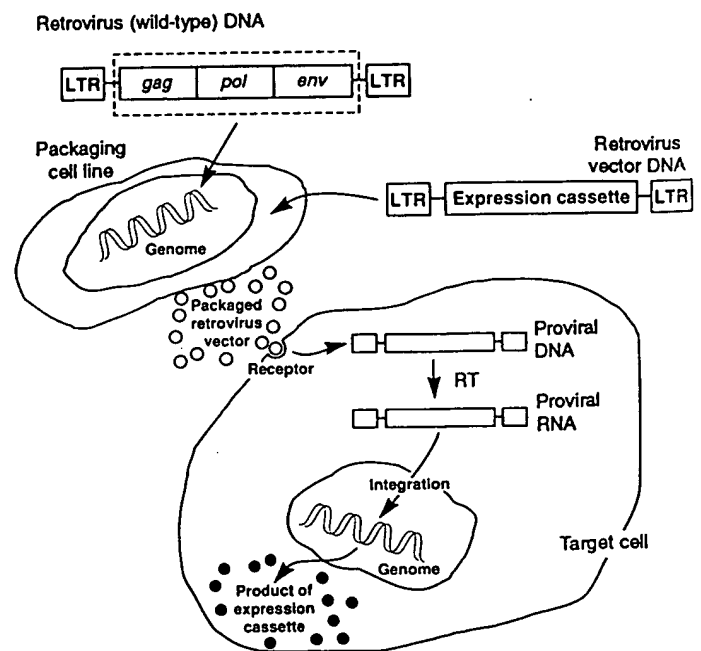 Retrovirus (wild-type) DNA
LTR gag pol env LTR
Packaging
cell line
Retrovirus
vector DNA
LTR Expression cassette LTR
Genome
Packaged
retrovirus
vector
Receptor
Proviral
DNA
RT
Proviral
RNA
Integration
Genome
Target cell
Product of
expression
cassette